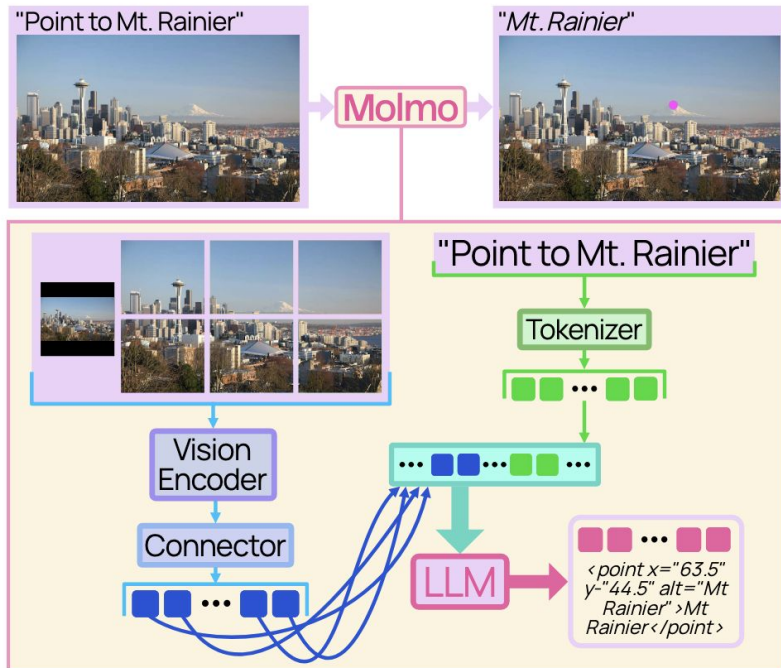 "Point to Mt. Rainier"
Molmo
"Mt. Rainier"
"Point to Mt. Rainier"
Tokenizer
...
Vision
Encoder
... ... ...
Connector
...
LLM
...
<point x="63.5"
y-"44.5" alt="Mt
Rainier" >Mt
Rainier</point>